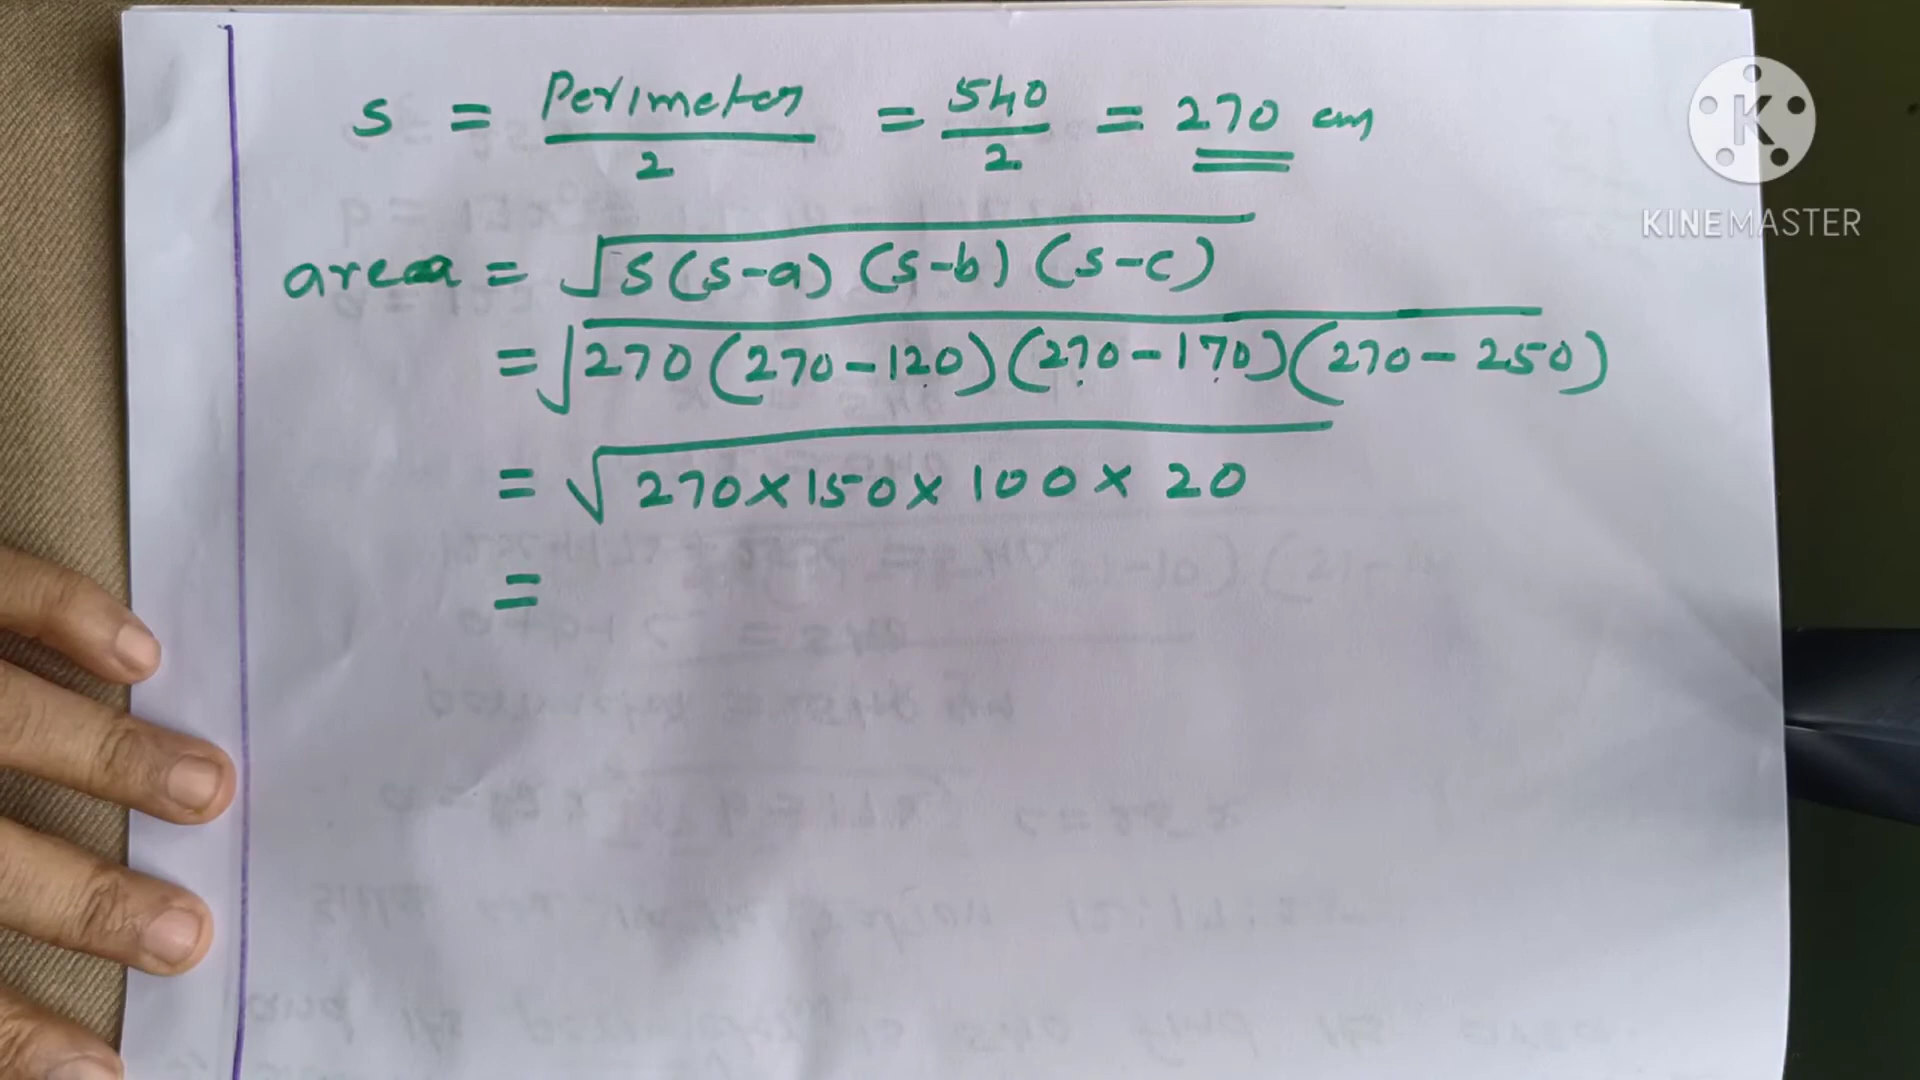 s = Perimeter/2 = 540/2 = 270 cm
area = √s(s-a) (s-b) (s-c)
= √270(270-120)(270-170)(270-250)
= √270×150×100×20
=
K
KINEMASTER